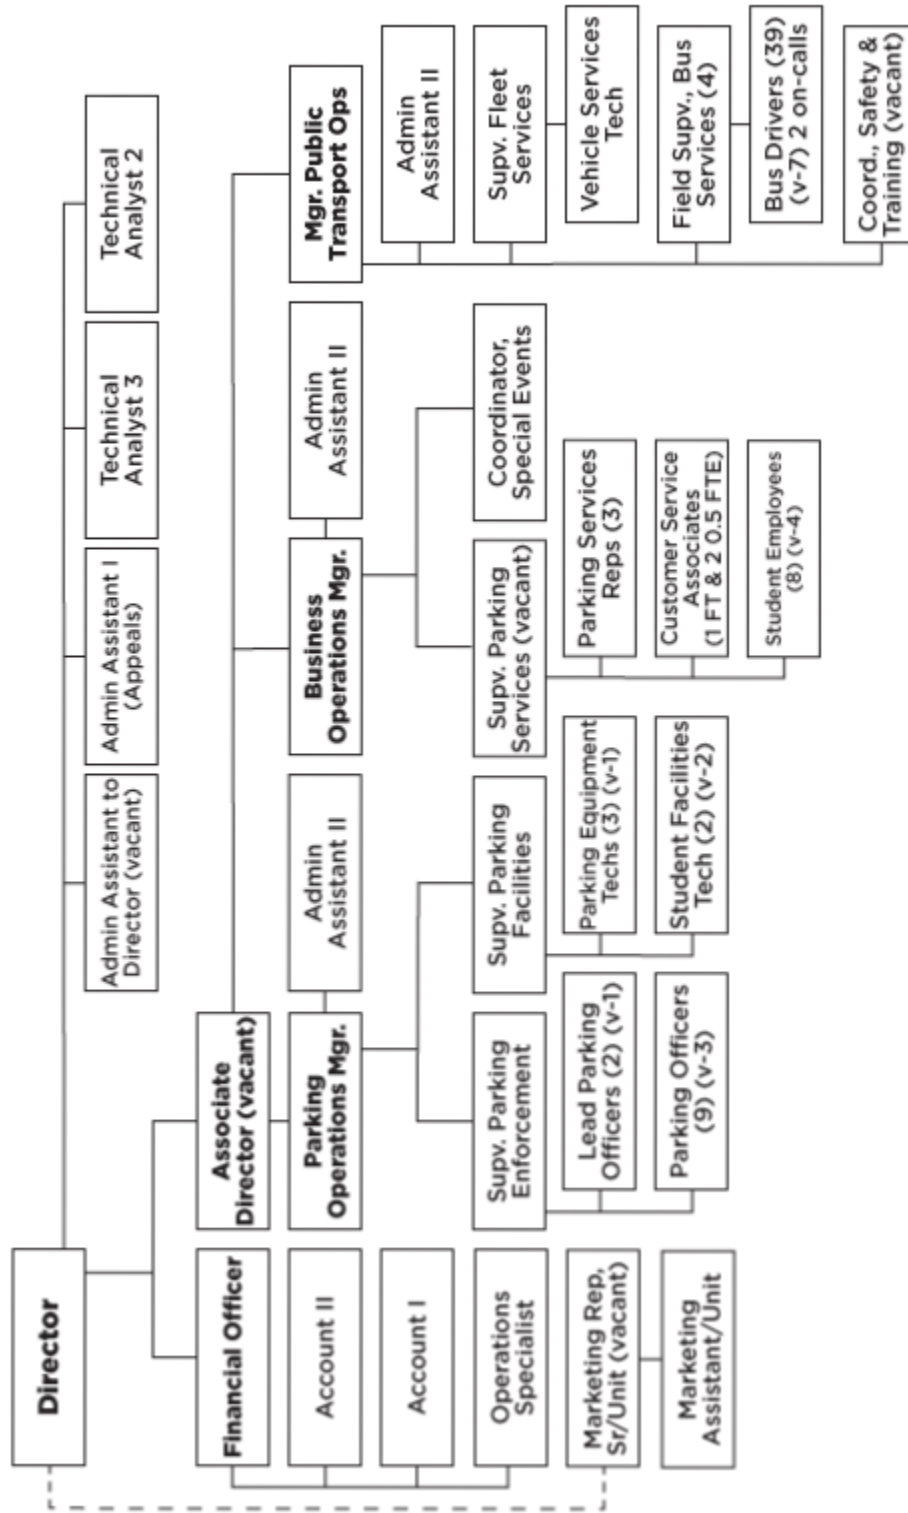 Director
Admin Assistant to
Director (vacant)
Admin Assistant I
(Appeals)
Technical
Analyst 3
Technical
Analyst 2
Financial Officer
Account II
Account I
Operations
Specialist
Marketing Rep,
Sr/Unit (vacant)
Marketing
Assistant/Unit
Associate
Director (vacant)
Parking
Operations Mgr.
Admin
Assistant II
Supv. Parking
Enforcement
Lead Parking
Officers (2) (v-1)
Parking Officers
(9) (v-3)
Supv. Parking
Facilities
Parking Equipment
Techs (3) (v-1)
Student Facilities
Tech (2) (v-2)
Business
Operations Mgr.
Admin
Assistant II
Supv. Parking
Services (vacant)
Parking Services
Reps (3)
Customer Service
Associates
(1 FT & 2 0.5 FTE)
Student Employees
(8) (v-4)
Coordinator,
Special Events
Mgr. Public
Transport Ops
Admin
Assistant II
Supv. Fleet
Services
Vehicle Services
Tech
Field Supv., Bus
Services (4)
Bus Drivers (39)
(v-7) 2 on-calls
Coord., Safety &
Training (vacant)